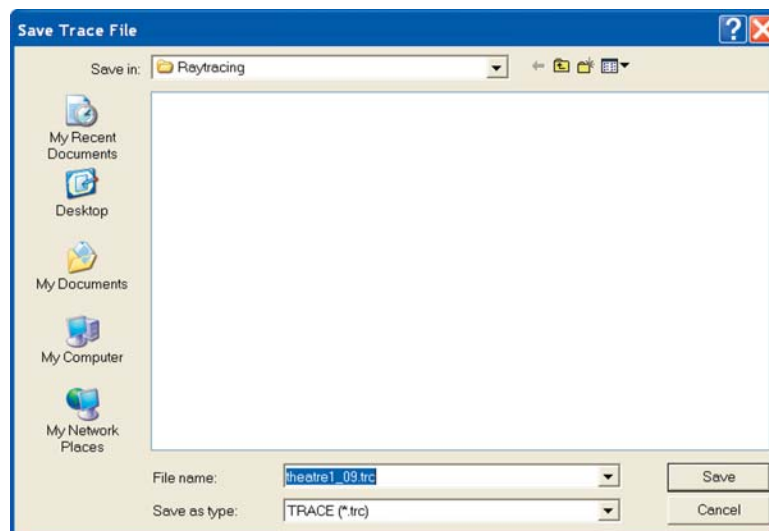 Save Trace File
Save in: Raytracing
My Recent
Documents
Desktop
My Documents
My Computer
My Network
Places
File name: theatre1_09.trc Save
Save as type: TRACE (*.trc) Cancel